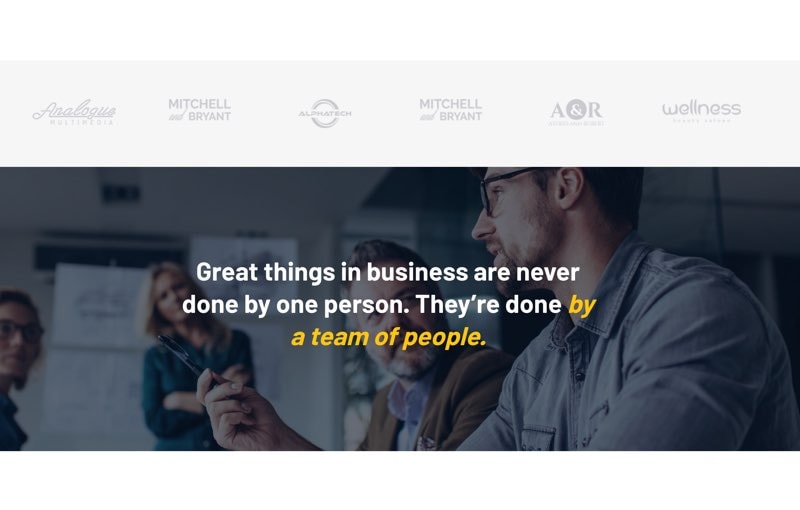 Analogue
MULTIMEDIA
MITCHELL
and BRYANT
ALPHATECH
MITCHELL
and BRYANT
A&R
wellness
Great things in business are never
done by one person. They’re done by
a team of people.